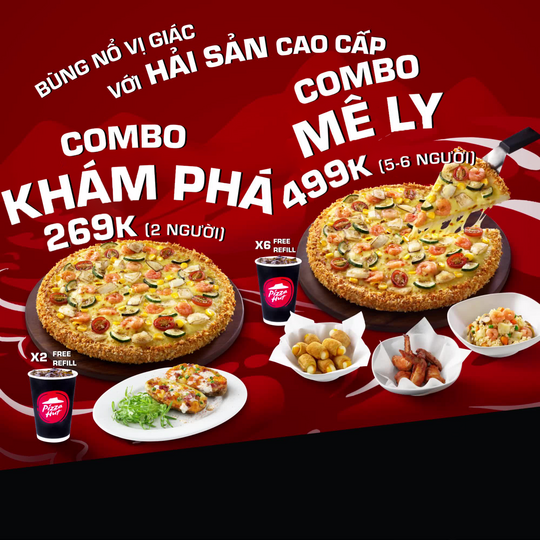 BÙNG NỔ VỊ GIÁC
VỚI HẢI SẢN CAO CẤP
COMBO
KHÁM PHÁ
269K (2 NGƯỜI)
X2 FREE
REFILL
Pizza
Hut
COMBO
MÊ LY
499K (5-6 NGƯỜI)
X6 FREE
REFILL
Pizza
Hut